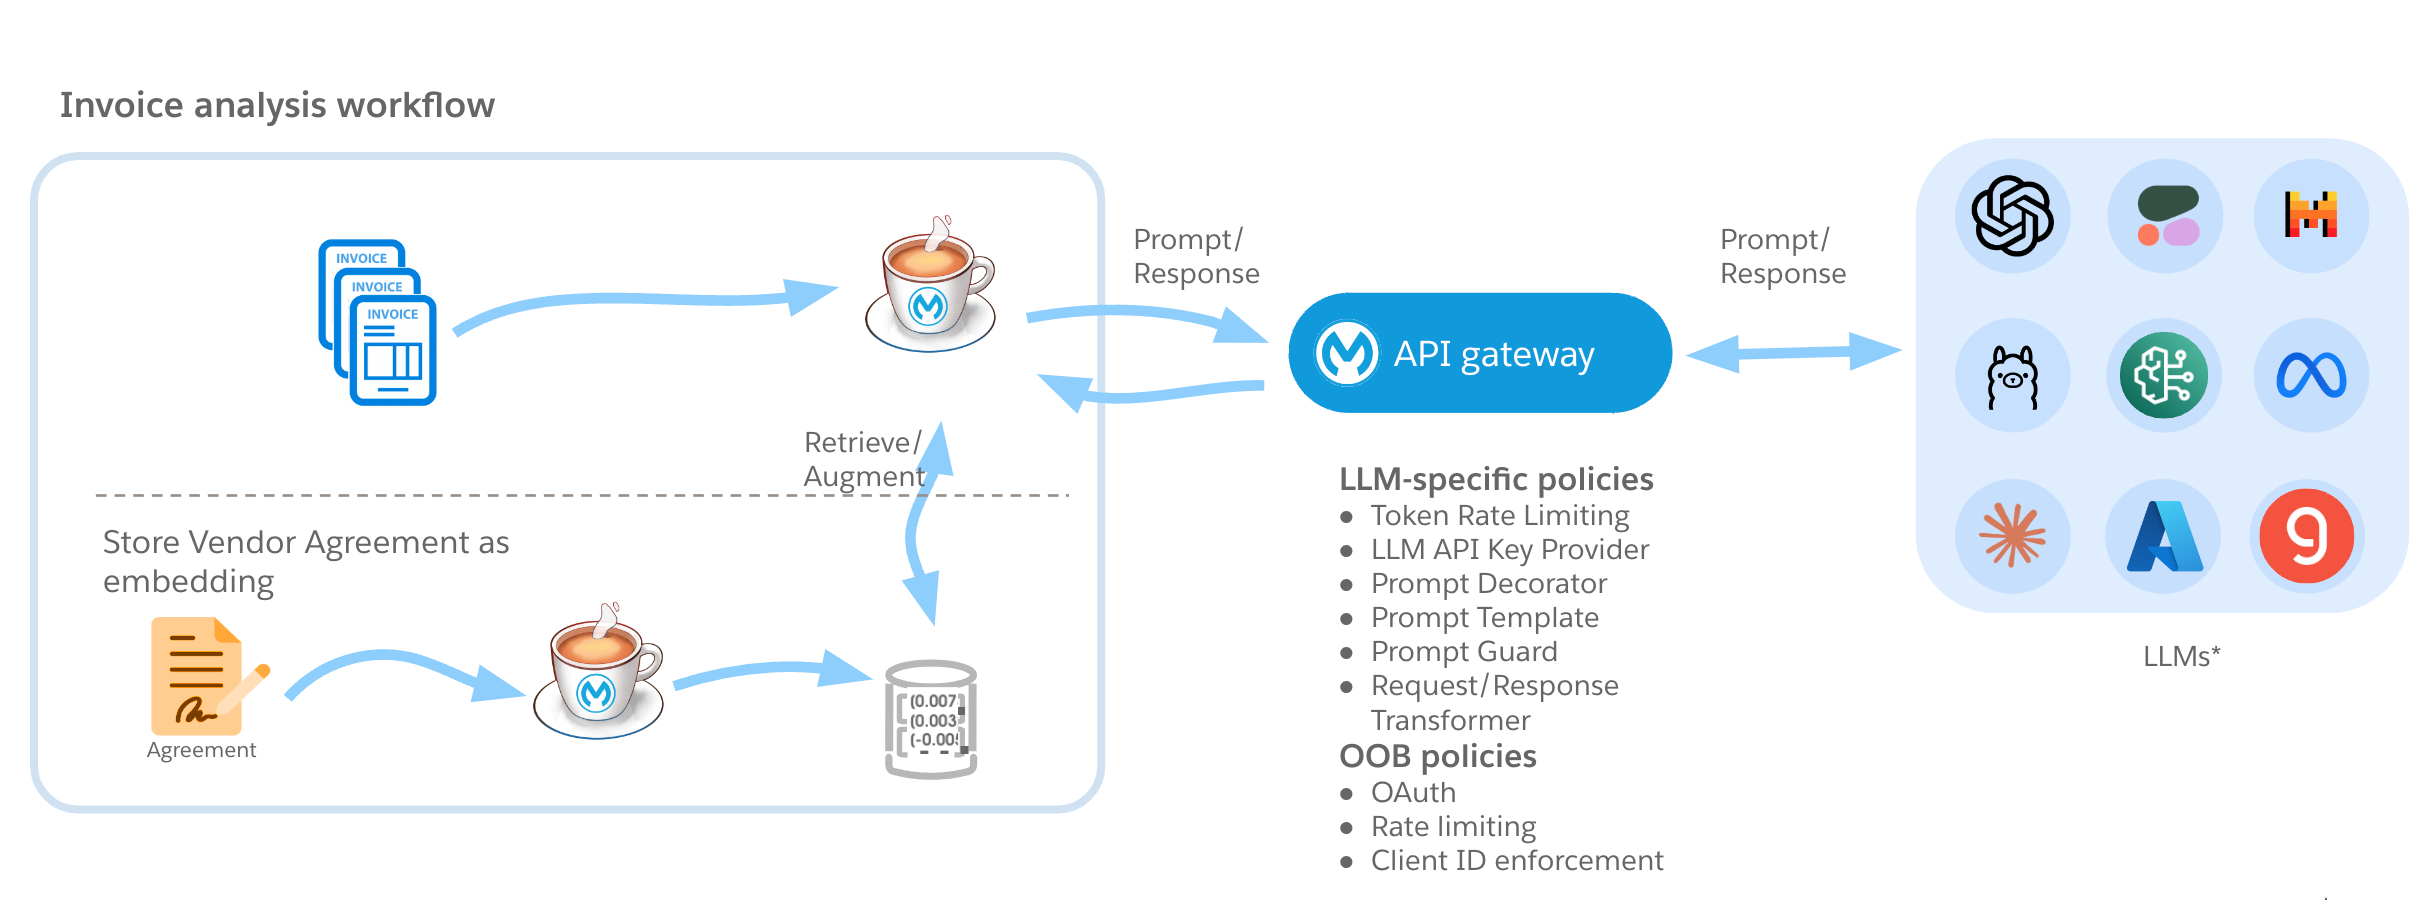 Invoice analysis workflow
INVOICE
INVOICE
INVOICE
Prompt/
Response
Prompt/
Response
API gateway
Retrieve/
Augment
Store Vendor Agreement as
embedding
Agreement
(0.007
(0.003
(-0.005
LLM-specific policies
● Token Rate Limiting
● LLM API Key Provider
● Prompt Decorator
● Prompt Template
● Prompt Guard
● Request/Response
Transformer
OOB policies
● OAuth
● Rate limiting
● Client ID enforcement
LLMs*